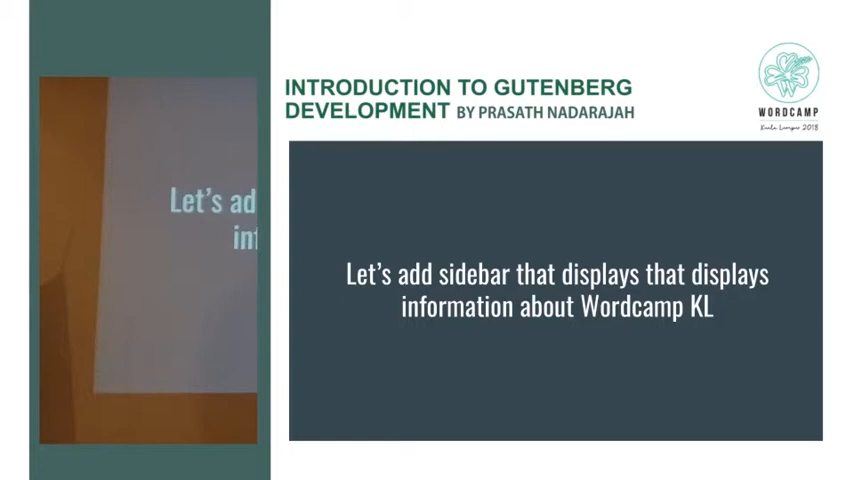 INTRODUCTION TO GUTENBERG
DEVELOPMENT BY PRASATH NADARAJAH
WORDCAMP
Kuala Lumpur 2018
Let's ad
in
Let's add sidebar that displays that displays
information about Wordcamp KL